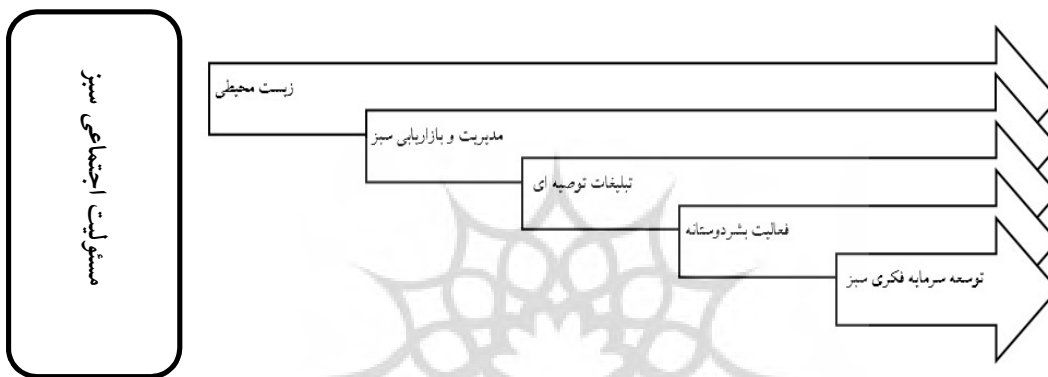 مسئولیت اجتماعی سبز
زیست محیطی
مدیریت و بازاریابی سبز
تبلیغات توصیه ای
فعالیت بشردوستانه
توسعه سرمایه فکری سبز